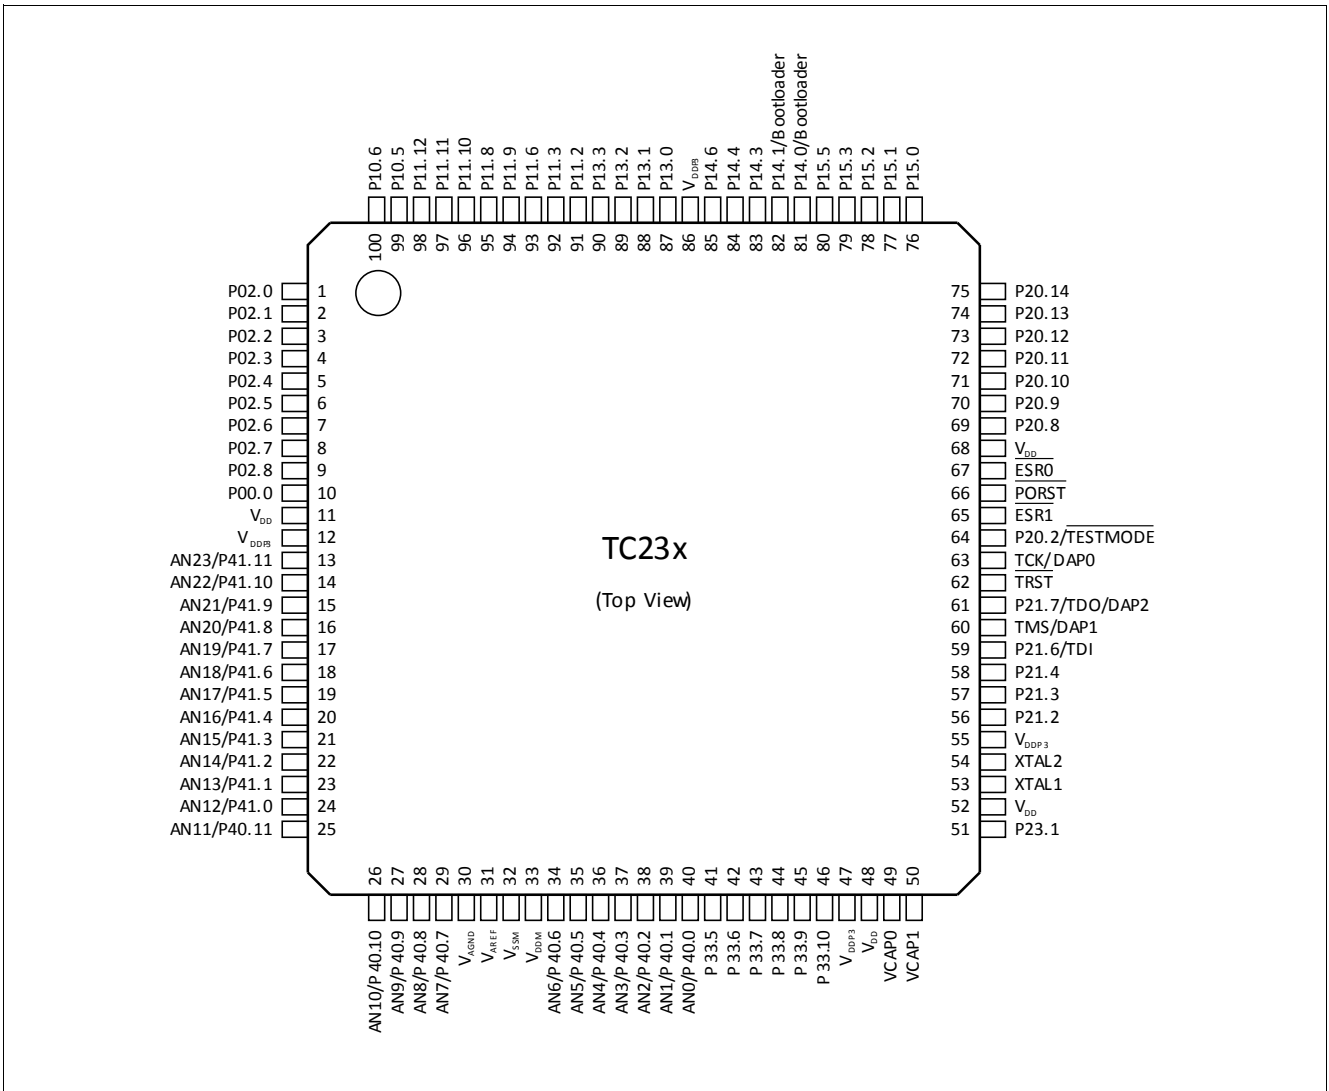 P10.6
P10.5
P11.12
P11.11
P11.10
P11.8
P11.9
P11.6
P11.3
P11.2
P13.3
P13.2
P13.1
P13.0
VDDP3
P14.6
P14.4
P14.3
P14.1/Bootloader
P14.0/Bootloader
P15.5
P15.3
P15.2
P15.1
P15.0
100
99
98
97
96
95
94
93
92
91
90
89
88
87
86
85
84
83
82
81
80
79
78
77
76
P02.0 1
P02.1 2
P02.2 3
P02.3 4
P02.4 5
P02.5 6
P02.6 7
P02.7 8
P02.8 9
P00.0 10
VDD 11
VDDP3 12
AN23/P41.11 13
AN22/P41.10 14
AN21/P41.9 15
AN20/P41.8 16
AN19/P41.7 17
AN18/P41.6 18
AN17/P41.5 19
AN16/P41.4 20
AN15/P41.3 21
AN14/P41.2 22
AN13/P41.1 23
AN12/P41.0 24
AN11/P40.11 25
TC23x
(Top View)
75 P20.14
74 P20.13
73 P20.12
72 P20.11
71 P20.10
70 P20.9
69 P20.8
68 VDD
67 ESR0
66 PORST
65 ESR1
64 P20.2/TESTMODE
63 TCK/DAP0
62 TRST
61 P21.7/TDO/DAP2
60 TMS/DAP1
59 P21.6/TDI
58 P21.4
57 P21.3
56 P21.2
55 VDDP3
54 XTAL2
53 XTAL1
52 VDD
51 P23.1
26
27
28
29
30
31
32
33
34
35
36
37
38
39
40
41
42
43
44
45
46
47
48
49
50
AN10/P40.10
AN9/P40.9
AN8/P40.8
AN7/P40.7
VAGND
VAREF
VSSM
VDDM
AN6/P40.6
AN5/P40.5
AN4/P40.4
AN3/P40.3
AN2/P40.2
AN1/P40.1
AN0/P40.0
P33.5
P33.6
P33.7
P33.8
P33.9
P33.10
VDDP3
VDD
VCAP0
VCAP1